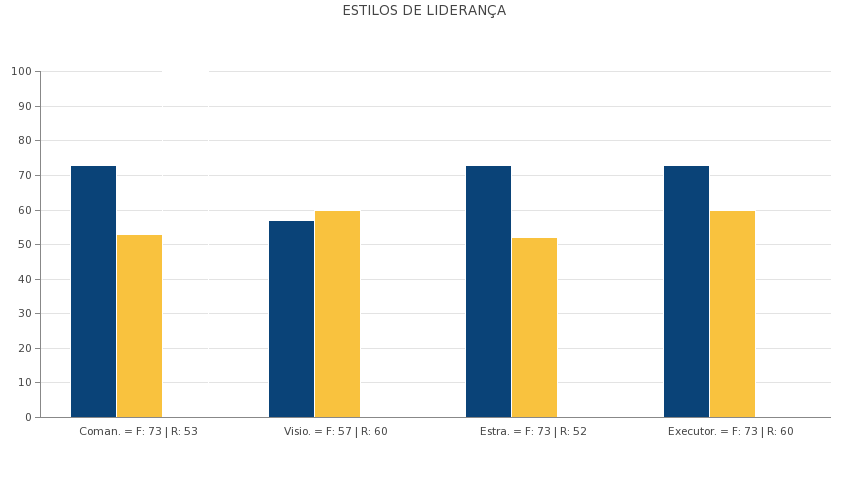 ESTILOS DE LIDERANÇA
100
90
80
70
60
50
40
30
20
10
0
Coman. = F: 73 | R: 53
Visio. = F: 57 | R: 60
Estra. = F: 73 | R: 52
Executor. = F: 73 | R: 60